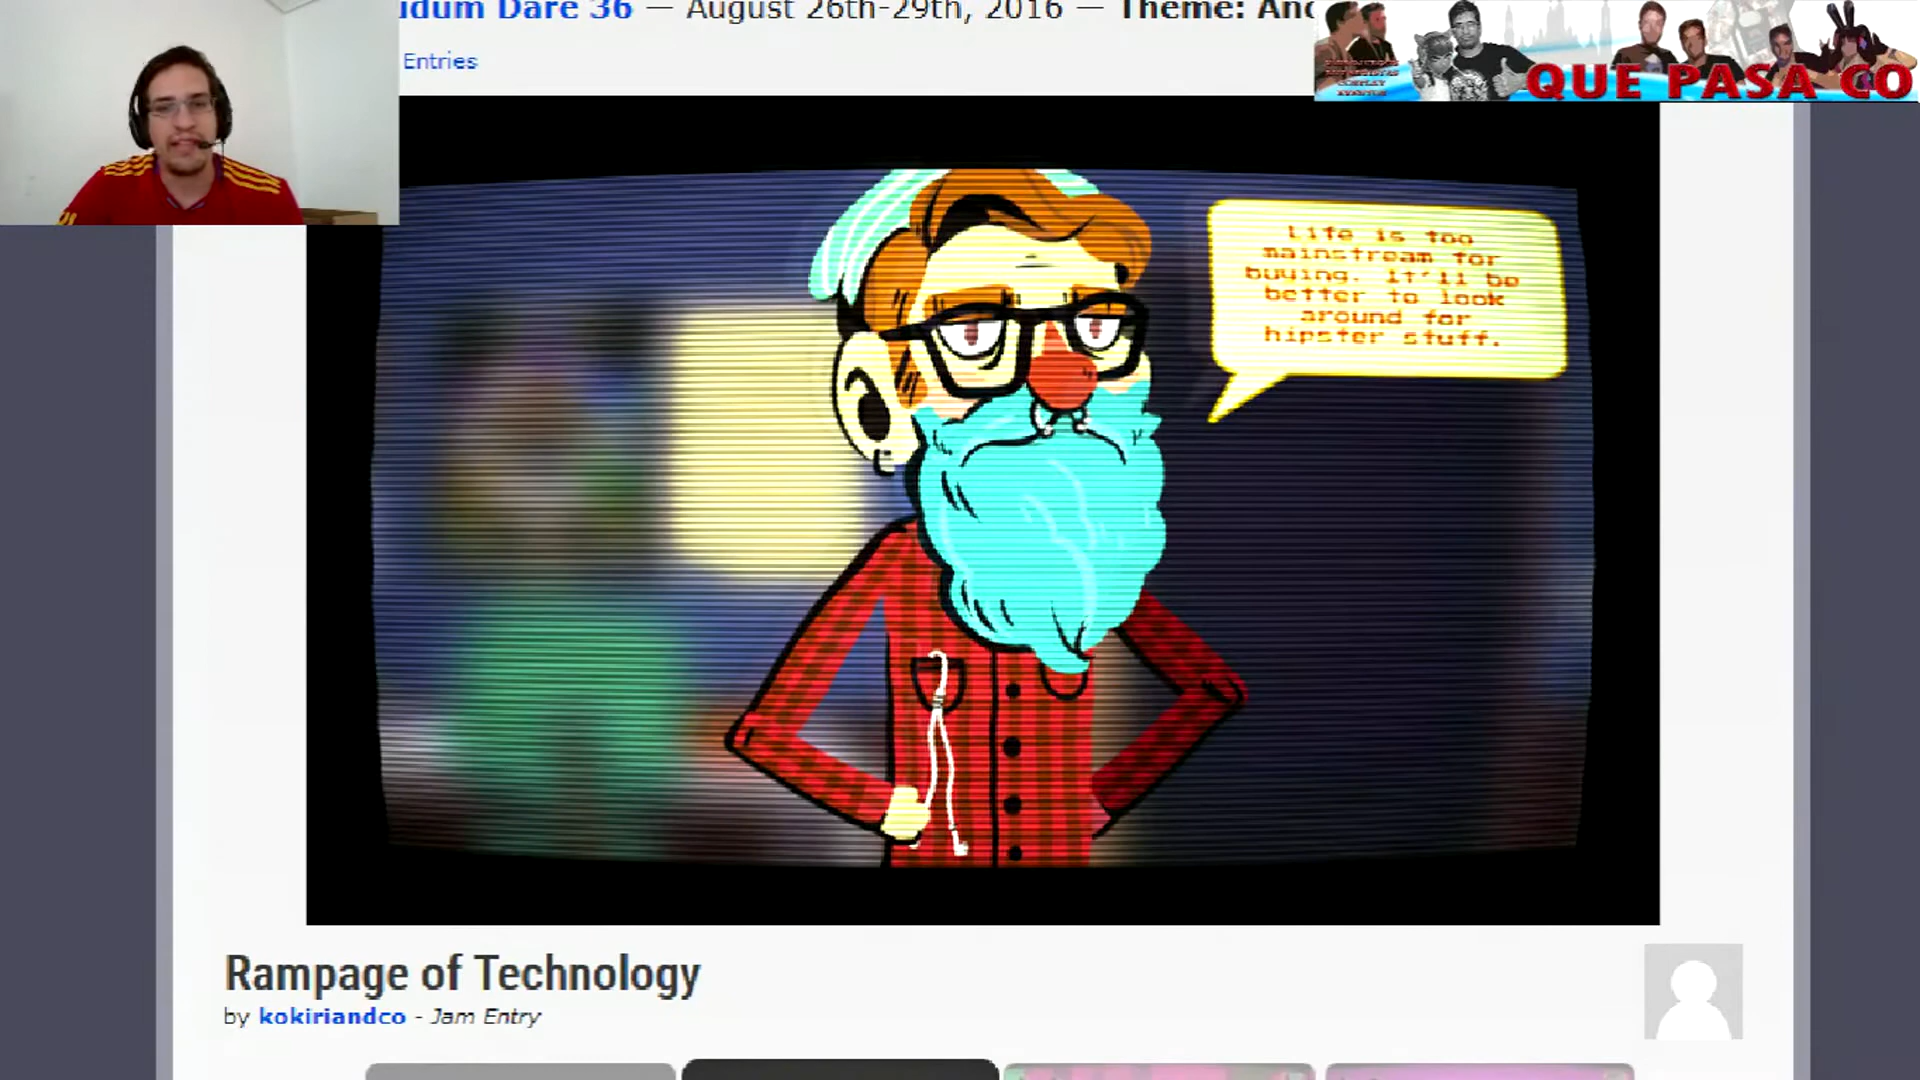 udum Dare 36 — August 26th-29th, 2016 — Theme: Anc
Entries
QUE PASA CO
Life is too
mainstream for
buying. It'll be
better to look
around for
hipster stuff.
Rampage of Technology
by kokiriandco - Jam Entry